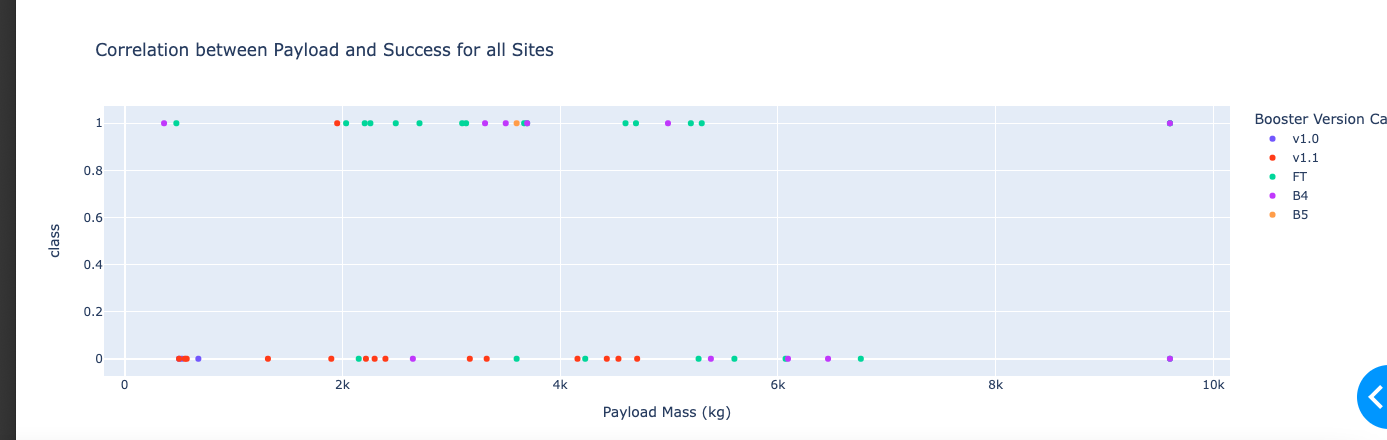 Correlation between Payload and Success for all Sites
Booster Version Ca
v1.0
v1.1
FT
B4
B5
class
1
0.8
0.6
0.4
0.2
0
0 2k 4k 6k 8k 10k
Payload Mass (kg)